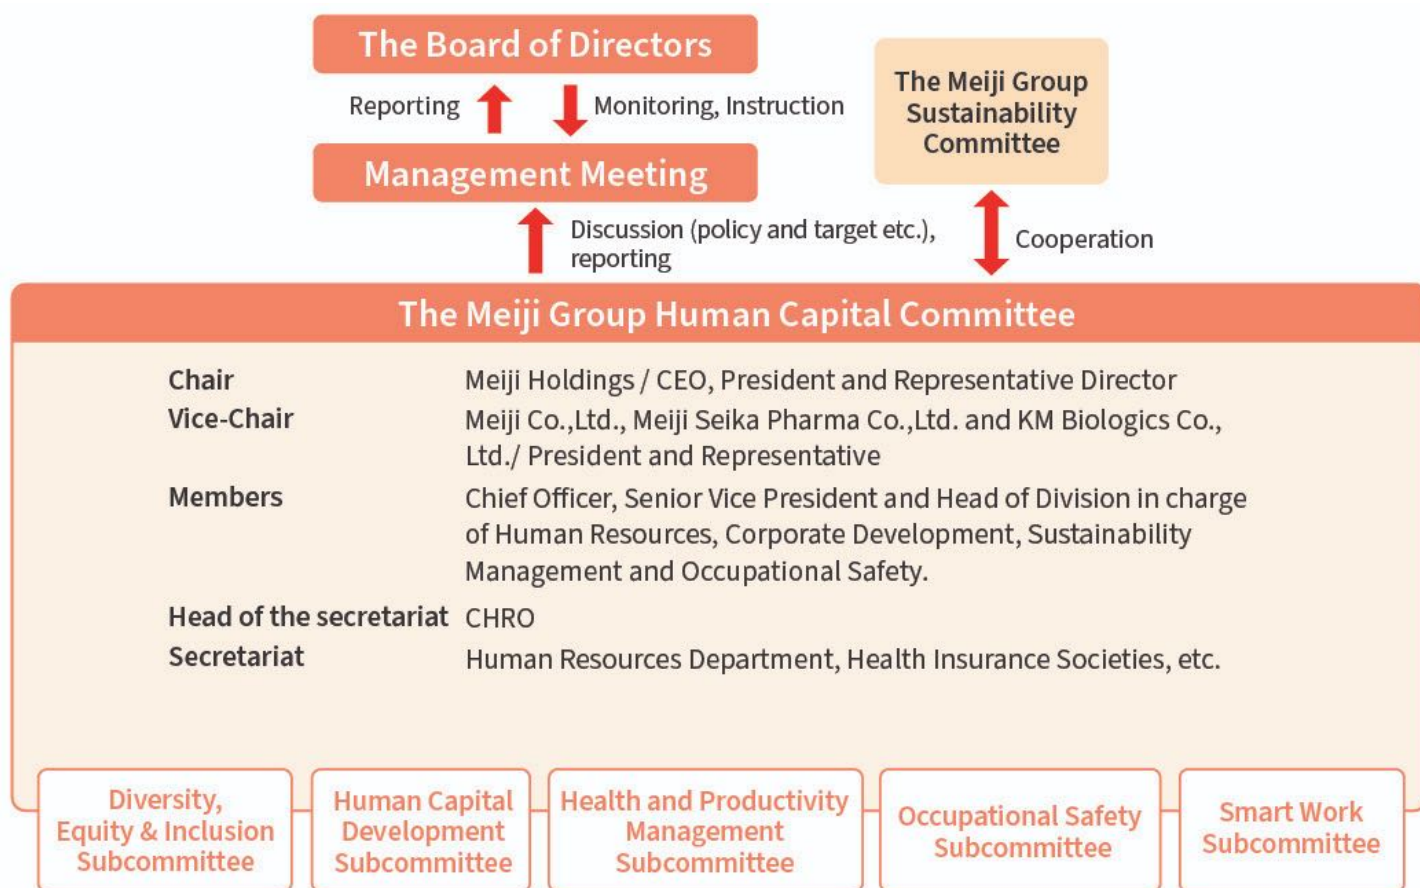 The Board of Directors
Reporting
Monitoring, Instruction
The Meiji Group
Sustainability
Committee
Management Meeting
Discussion (policy and target etc.),
reporting
Cooperation
The Meiji Group Human Capital Committee
Chair Meiji Holdings / CEO, President and Representative Director
Vice-Chair Meiji Co.,Ltd., Meiji Seika Pharma Co.,Ltd. and KM Biologics Co.,
Ltd./ President and Representative
Members Chief Officer, Senior Vice President and Head of Division in charge
of Human Resources, Corporate Development, Sustainability
Management and Occupational Safety.
Head of the secretariat CHRO
Secretariat Human Resources Department, Health Insurance Societies, etc.
Diversity,
Equity & Inclusion
Subcommittee
Human Capital
Development
Subcommittee
Health and Productivity
Management
Subcommittee
Occupational Safety
Subcommittee
Smart Work
Subcommittee